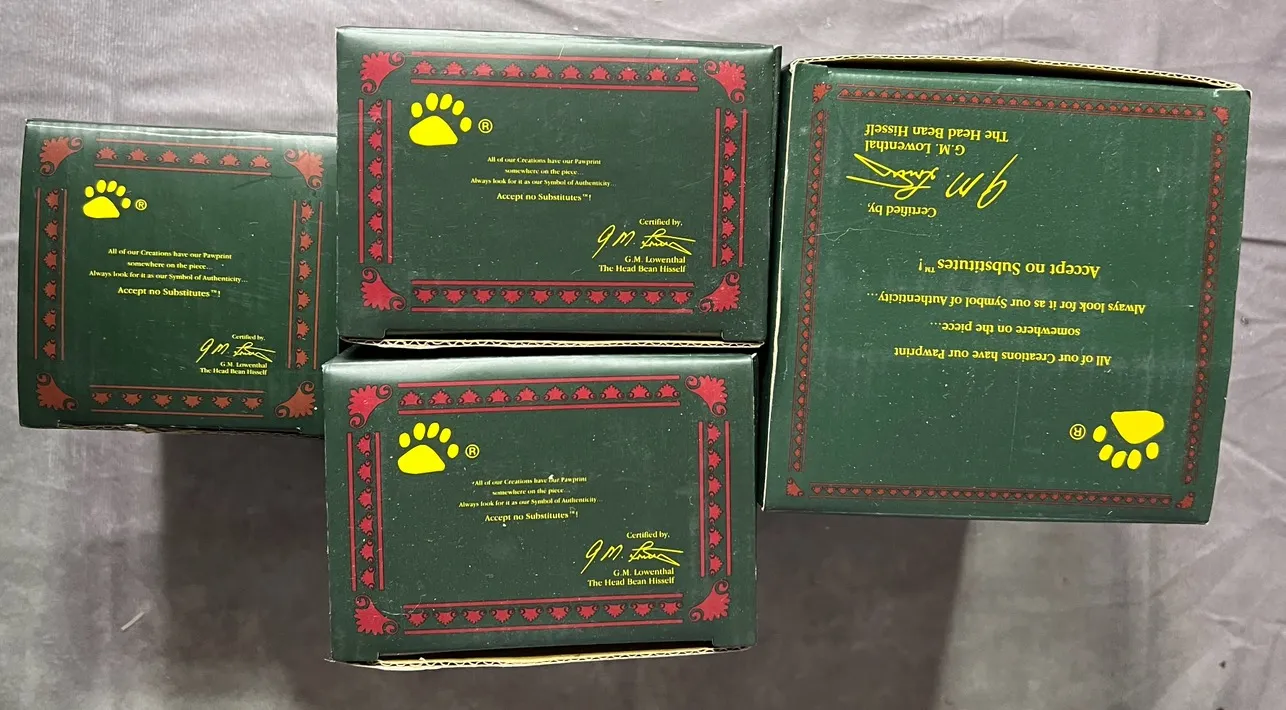 ®
All of our Creations have our Pawprint
somewhere on the piece...
Always look for it as our Symbol of Authenticity...
Accept no Substitutes™!
Certified by,
G.M. Lowenthal
The Head Bean Hisself
®
All of our Creations have our Pawprint
somewhere on the piece...
Always look for it as our Symbol of Authenticity...
Accept no Substitutes™!
Certified by,
G.M. Lowenthal
The Head Bean Hisself
®
All of our Creations have our Pawprint
somewhere on the piece...
Always look for it as our Symbol of Authenticity...
Accept no Substitutes™!
Certified by,
G.M. Lowenthal
The Head Bean Hisself
®
All of our Creations have our Pawprint
somewhere on the piece...
Always look for it as our Symbol of Authenticity...
Accept no Substitutes™!
Certified by,
G.M. Lowenthal
The Head Bean Hisself